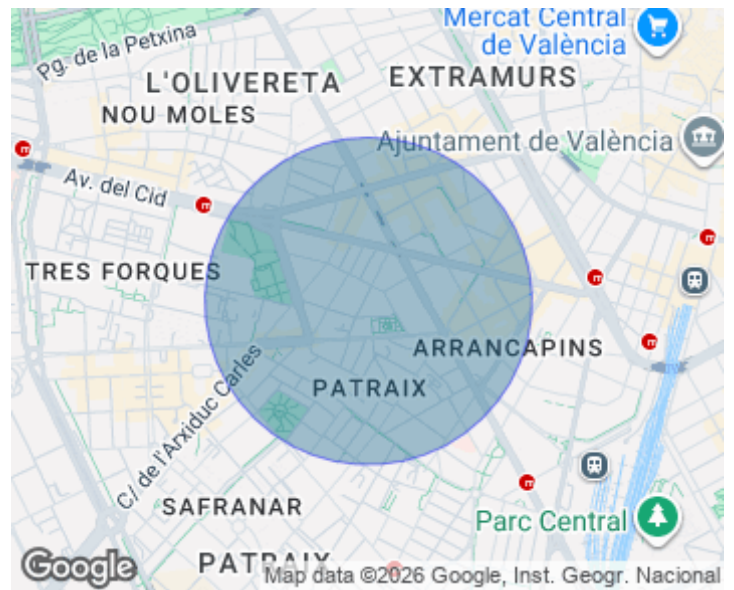 Mercat Central
de València
Pg. de la Petxina
L'OLIVERETA
EXTRAMURS
NOU MOLES
Ajuntament de València
Av. del Cid
TRES FORQUES
ARRANCAPINS
C/ de l'Arxiduc Carles
PATRAIX
SAFRANAR
Parc Central
PATRAIX
Google
Map data ©2026 Google, Inst. Geogr. Nacional